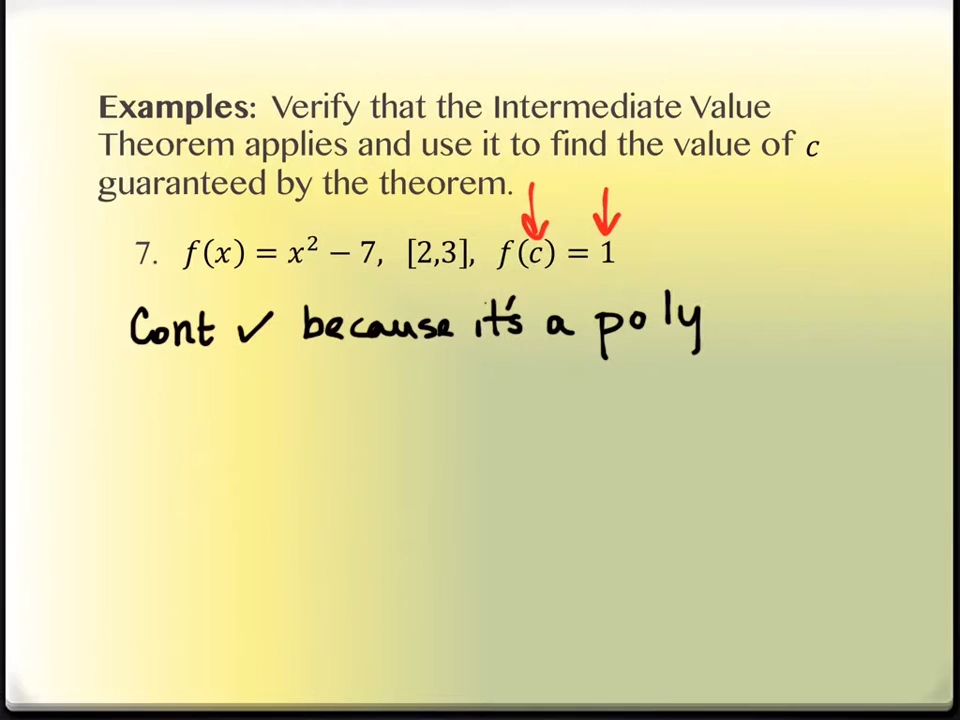 Examples: Verify that the Intermediate Value
Theorem applies and use it to find the value of c
guaranteed by the theorem.
7. f(x) = x² − 7, [2,3], f(c) = 1
Cont ✓ because it's a poly